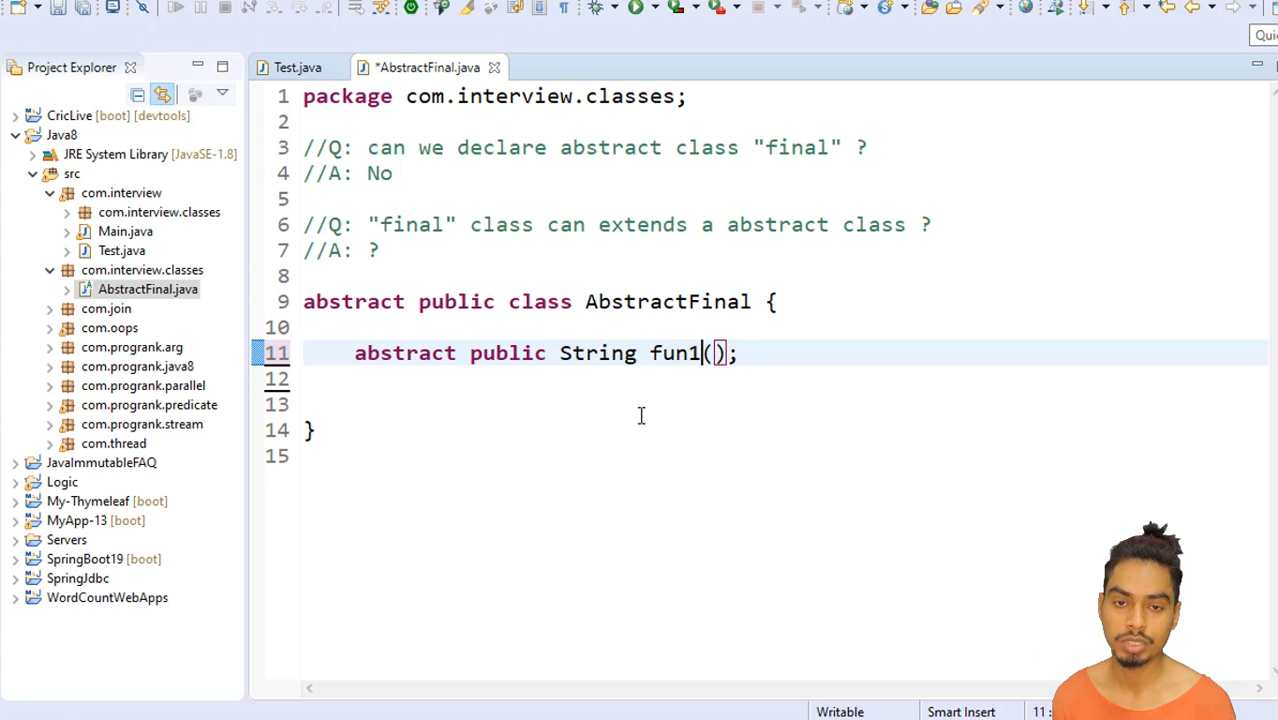 Quic
Project Explorer
Test.java
*AbstractFinal.java
CricLive [boot] [devtools]
Java8
JRE System Library [JavaSE-1.8]
src
com.interview
com.interview.classes
Main.java
Test.java
com.interview.classes
AbstractFinal.java
com.join
com.oops
com.progrank.arg
com.progrank.java8
com.progrank.parallel
com.progrank.predicate
com.progrank.stream
com.thread
JavaImmutableFAQ
Logic
My-Thymeleaf [boot]
MyApp-13 [boot]
Servers
SpringBoot19 [boot]
SpringJdbc
WordCountWebApps
1 package com.interview.classes;
2
3 //Q: can we declare abstract class "final" ?
4 //A: No
5
6 //Q: "final" class can extends a abstract class ?
7 //A: ?
8
9 abstract public class AbstractFinal {
10
11 abstract public String fun1();
12
13
14 }
15
Writable
Smart Insert
11 :